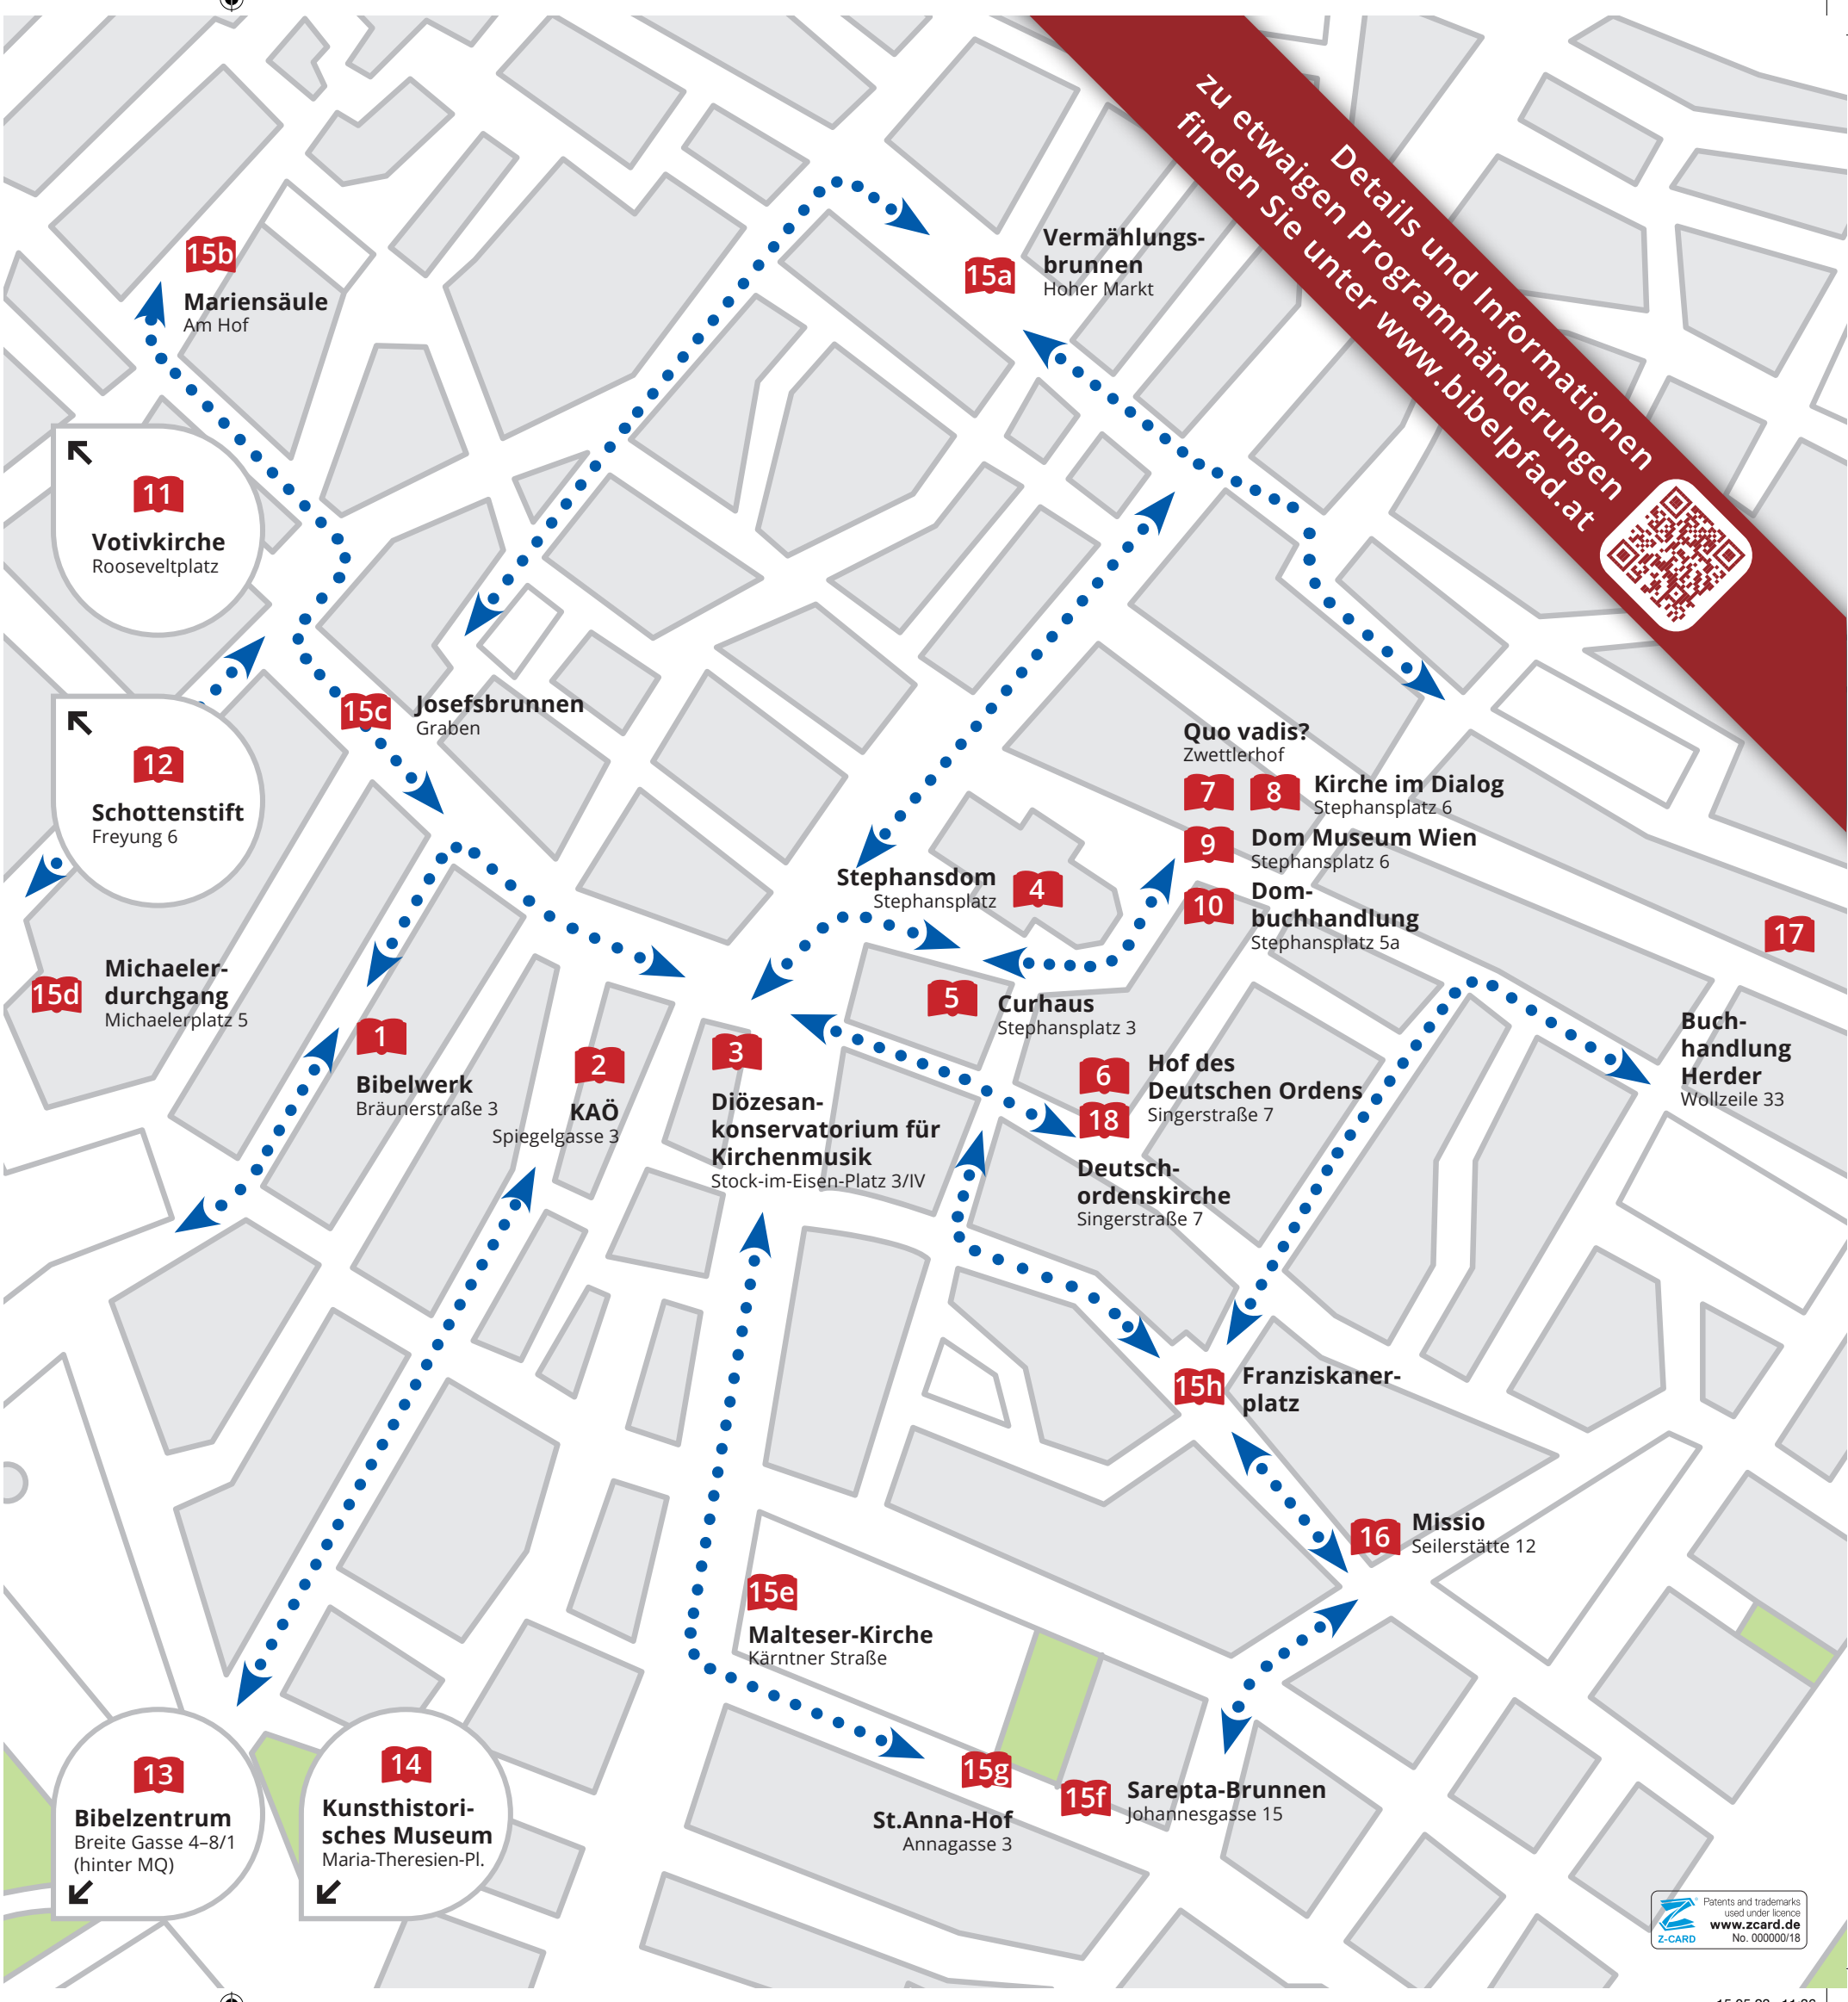 Details und Informationen
zu etwaigen Programmänderungen
finden Sie unter www.bibelpfad.at
15b
Mariensäule
Am Hof
15a
Vermählungs-
brunnen
Hoher Markt
11
Votivkirche
Rooseveltplatz
12
Schottenstift
Freyung 6
15c
Josefsbrunnen
Graben
Quo vadis?
Zwettlerhof
7
8
Kirche im Dialog
Stephansplatz 6
9
Dom Museum Wien
Stephansplatz 6
10
Dom-
buchhandlung
Stephansplatz 5a
Stephansdom
Stephansplatz
4
17
Buch-
handlung
Herder
Wollzeile 33
15d
Michaeler-
durchgang
Michaelerplatz 5
1
Bibelwerk
Bräunerstraße 3
2
KAÖ
Spiegelgasse 3
3
Diözesan-
konservatorium für
Kirchenmusik
Stock-im-Eisen-Platz 3/IV
5
Curhaus
Stephansplatz 3
6
Hof des
Deutschen Ordens
Singerstraße 7
18
Deutsch-
ordenskirche
Singerstraße 7
15h
Franziskaner-
platz
16
Missio
Seilerstätte 12
15e
Malteser-Kirche
Kärntner Straße
15g
St.Anna-Hof
Annagasse 3
15f
Sarepta-Brunnen
Johannesgasse 15
13
Bibelzentrum
Breite Gasse 4–8/1
(hinter MQ)
14
Kunsthistori-
sches Museum
Maria-Theresien-Pl.
Z-CARD
Patents and trademarks
used under licence
www.zcard.de
No. 000000/18